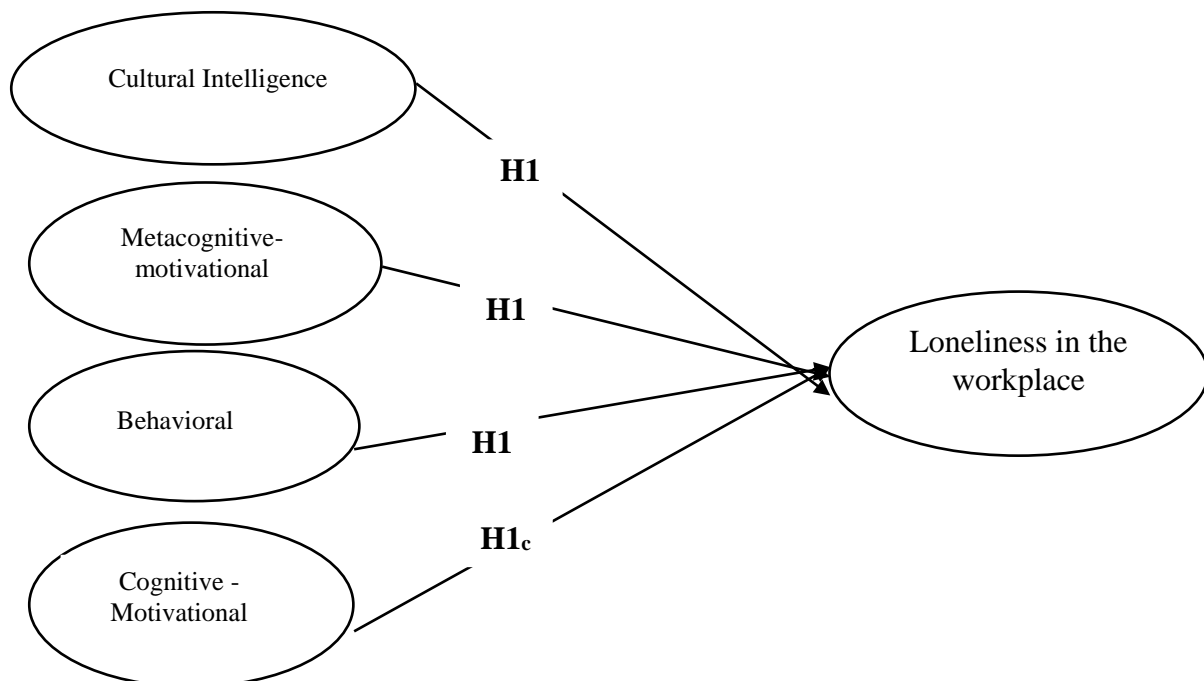 Cultural Intelligence
H1
Metacognitive-
motivational
H1
Loneliness in the
workplace
Behavioral
H1
H1c
Cognitive -
Motivational